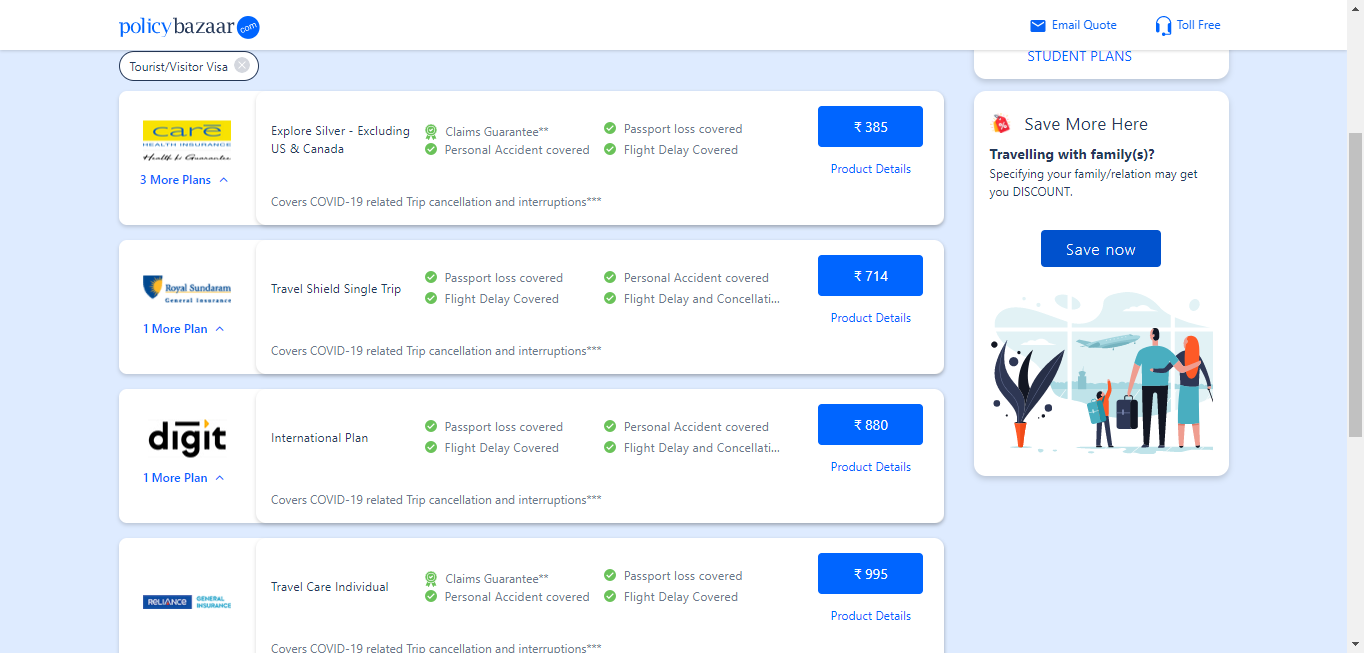 policybazaar.com
Email Quote
Toll Free
Tourist/Visitor Visa
STUDENT PLANS
care
HEALTH INSURANCE
3 More Plans
Explore Silver - Excluding
US & Canada
Claims Guarantee**
Passport loss covered
Personal Accident covered
Flight Delay Covered
Covers COVID-19 related Trip cancellation and interruptions***
₹ 385
Product Details
Royal Sundaram
General Insurance
1 More Plan
Travel Shield Single Trip
Passport loss covered
Personal Accident covered
Flight Delay Covered
Flight Delay and Concellati...
Covers COVID-19 related Trip cancellation and interruptions***
₹ 714
Product Details
digit
1 More Plan
International Plan
Passport loss covered
Personal Accident covered
Flight Delay Covered
Flight Delay and Concellati...
Covers COVID-19 related Trip cancellation and interruptions***
₹ 880
Product Details
RELIANCE GENERAL
INSURANCE
Travel Care Individual
Claims Guarantee**
Passport loss covered
Personal Accident covered
Flight Delay Covered
Covers COVID-19 related Trip cancellation and interruptions***
₹ 995
Product Details
%
Save More Here
Travelling with family(s)?
Specifying your family/relation may get
you DISCOUNT.
Save now